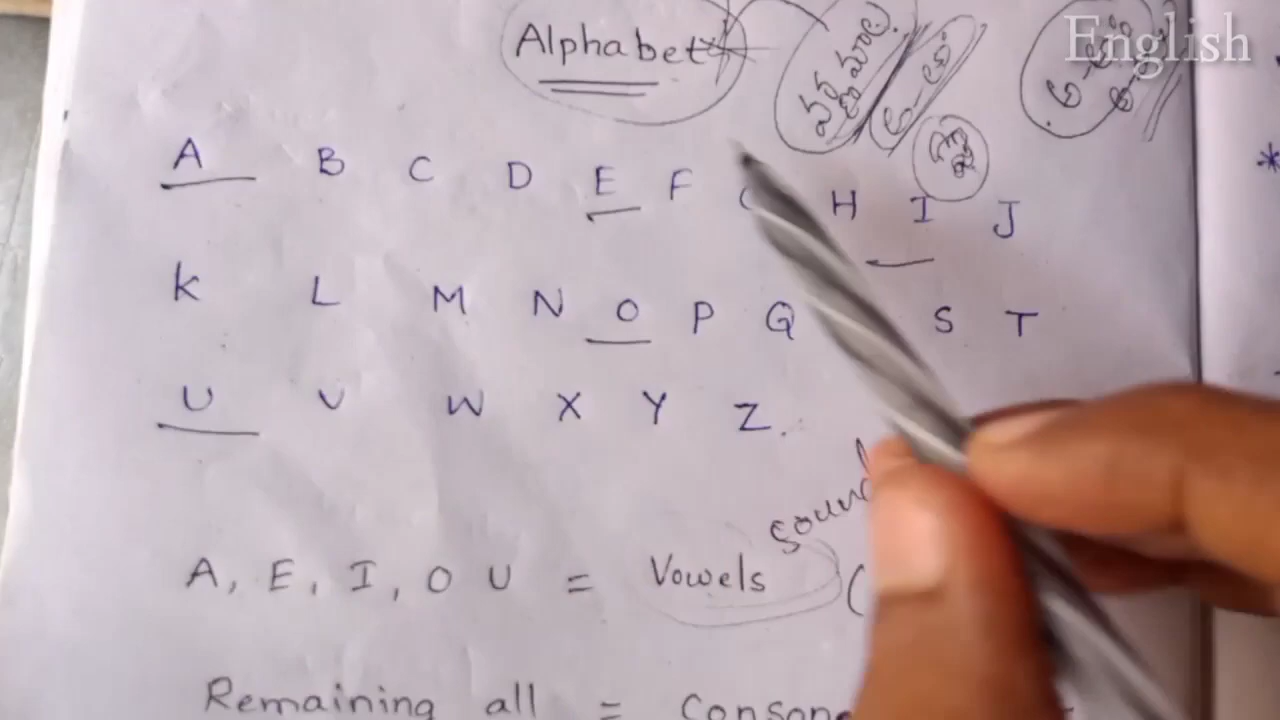 English
Alphabet
A B C D E F G H I J
K L M N O P Q S T
U V W X Y Z.
sound
A, E, I, O U = Vowels (
Remaining all =